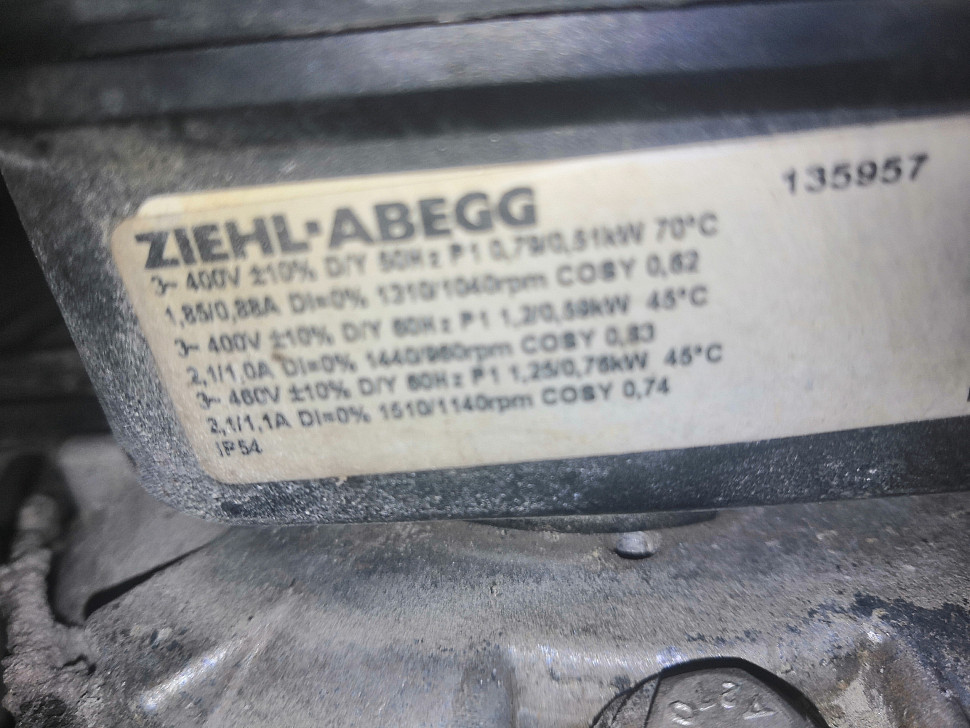 135957
ZIEHL-ABEGG
3~ 400V ±10% D/Y 50Hz P1 0,79/0,51kW 70°C
1,85/0,88A DI=0% 1310/1040rpm COSY 0,62
3~ 400V ±10% D/Y 60Hz P1 1,2/0,59kW 45°C
2,1/1,0A DI=0% 1440/960rpm COSY 0,83
3~ 460V ±10% D/Y 60Hz P1 1,25/0,76kW 45°C
2,1/1,1A DI=0% 1510/1140rpm COSY 0,74
IP54